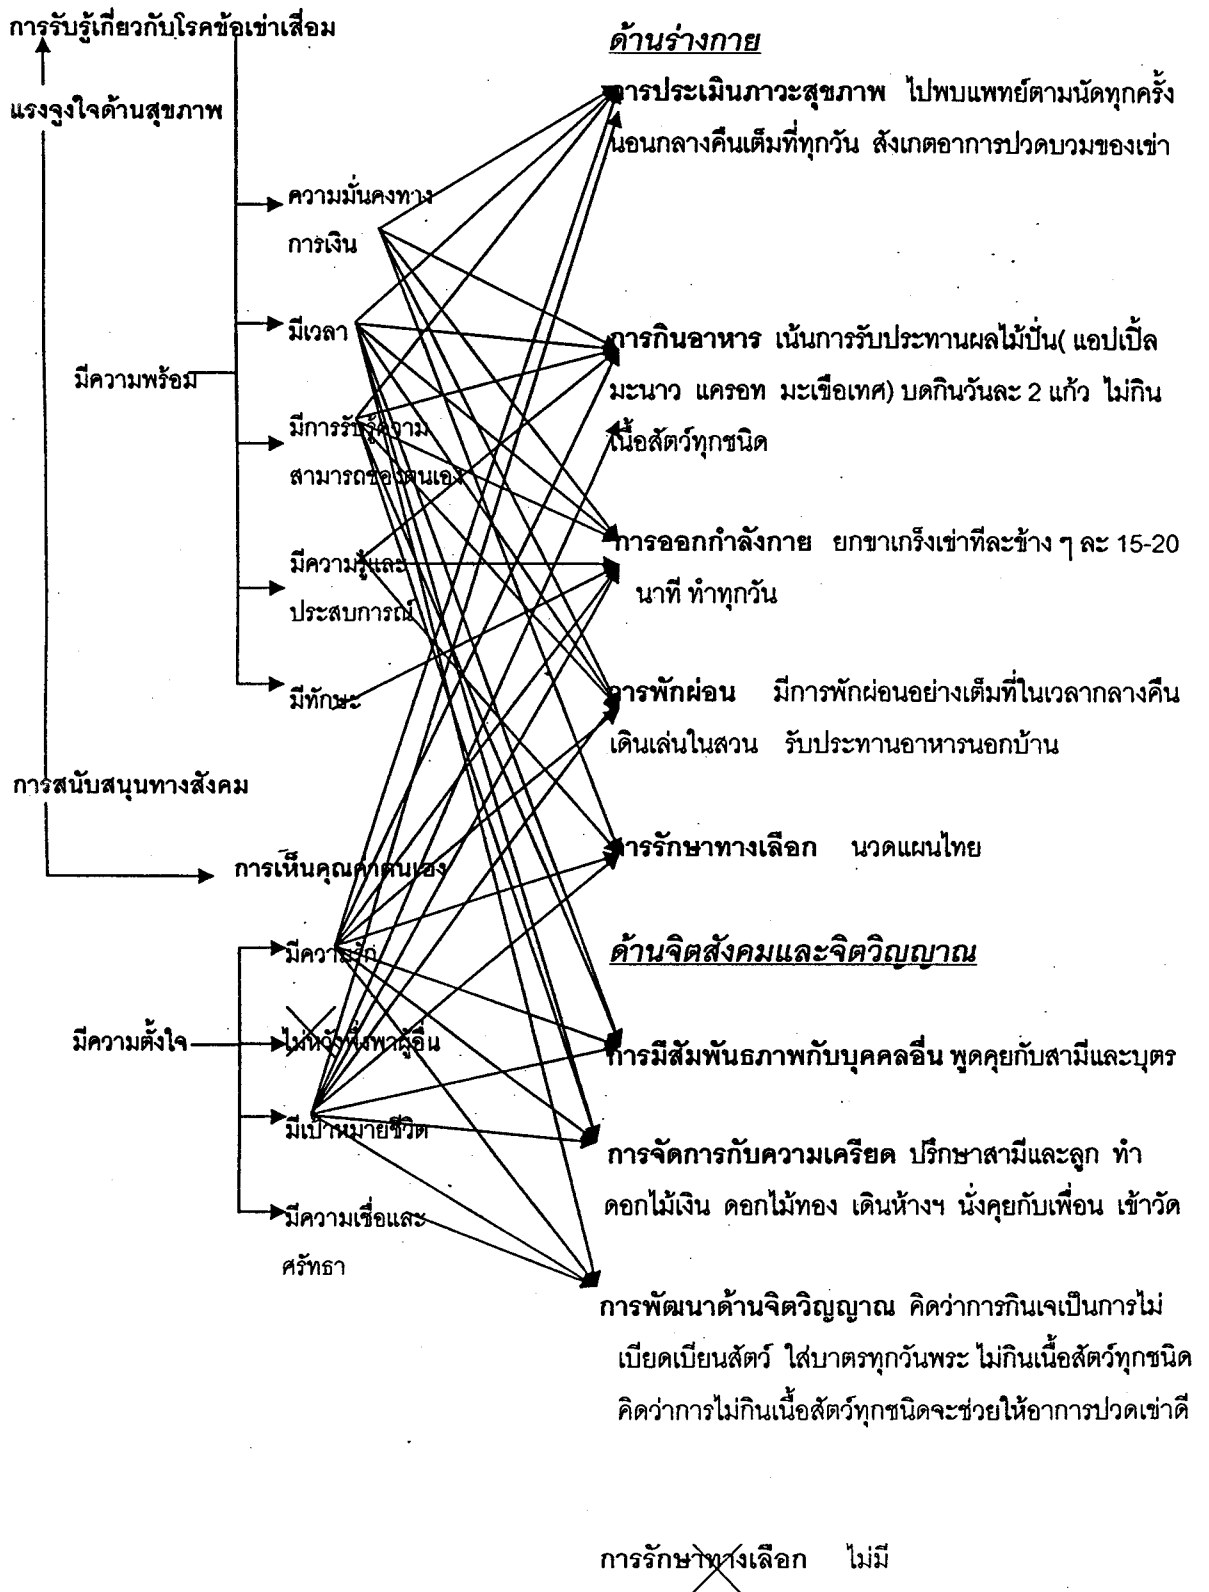 การรับรู้เกี่ยวกับโรคข้อเข่าเสื่อม
แรงจูงใจด้านสุขภาพ
ความมั่นคงทาง
การเงิน
มีเวลา
มีความพร้อม
มีการรับรู้ความ
สามารถของตนเอง
มีความรู้และ
ประสบการณ์
มีทักษะ
การสนับสนุนทางสังคม
การเห็นคุณค่าตนเอง
มีความรัก
มีความตั้งใจ
ไม่หวังพึ่งพาผู้อื่น
มีเป้าหมายชีวิต
มีความเชื่อและ
ศรัทธา
ด้านร่างกาย
การประเมินภาวะสุขภาพ ไปพบแพทย์ตามนัดทุกครั้ง
นอนกลางคืนเต็มที่ทุกวัน สังเกตอาการปวดบวมของเข่า
การกินอาหาร เน้นการรับประทานผลไม้ปั่น( แอปเปิ้ล
มะนาว แครอท มะเขือเทศ) บดกินวันละ 2 แก้ว ไม่กิน
เนื้อสัตว์ทุกชนิด
การออกกำลังกาย ยกขาเกร็งเข่าทีละข้าง ๆ ละ 15-20
นาที ทำทุกวัน
การพักผ่อน มีการพักผ่อนอย่างเต็มที่ในเวลากลางคืน
เดินเล่นในสวน รับประทานอาหารนอกบ้าน
การรักษาทางเลือก นวดแผนไทย
ด้านจิตสังคมและจิตวิญญาณ
การมีสัมพันธภาพกับบุคคลอื่น พูดคุยกับสามีและบุตร
การจัดการกับความเครียด ปรึกษาสามีและลูก ทำ
ดอกไม้เงิน ดอกไม้ทอง เดินห้างฯ นั่งคุยกับเพื่อน เข้าวัด
การพัฒนาด้านจิตวิญญาณ คิดว่าการกินเจเป็นการไม่
เบียดเบียนสัตว์ ใส่บาตรทุกวันพระ ไม่กินเนื้อสัตว์ทุกชนิด
คิดว่าการไม่กินเนื้อสัตว์ทุกชนิดจะช่วยให้อาการปวดเข่าดี
การรักษาทางเลือก ไม่มี